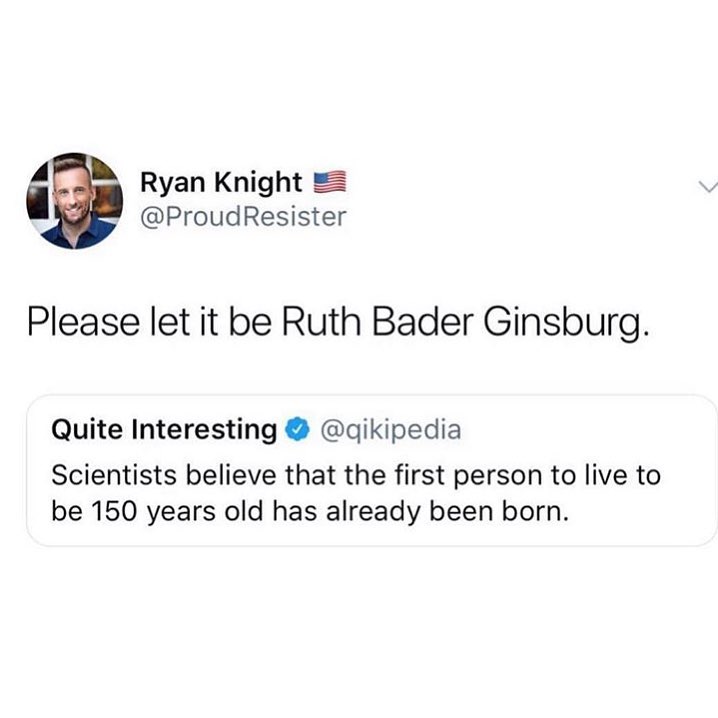 Ryan Knight 🇺🇸
@ProudResister
Please let it be Ruth Bader Ginsburg.
Quite Interesting @qikipedia
Scientists believe that the first person to live to
be 150 years old has already been born.